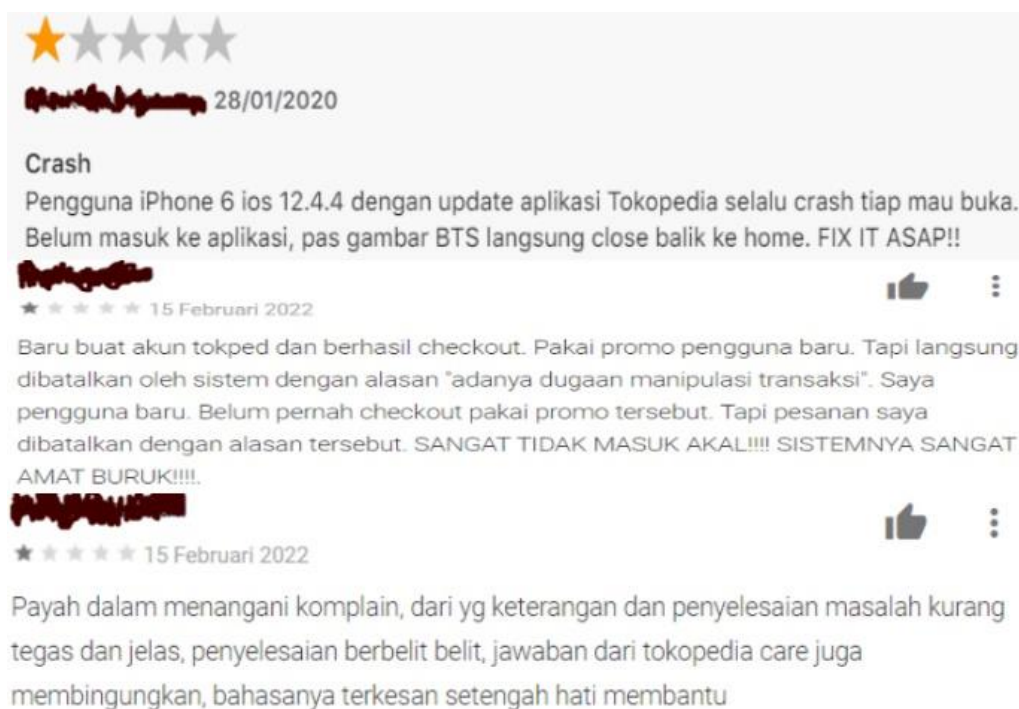 28/01/2020
Crash
Pengguna iPhone 6 ios 12.4.4 dengan update aplikasi Tokopedia selalu crash tiap mau buka.
Belum masuk ke aplikasi, pas gambar BTS langsung close balik ke home. FIX IT ASAP!!
15 Februari 2022
Baru buat akun tokped dan berhasil checkout. Pakai promo pengguna baru. Tapi langsung
dibatalkan oleh sistem dengan alasan "adanya dugaan manipulasi transaksi". Saya
pengguna baru. Belum pernah checkout pakai promo tersebut. Tapi pesanan saya
dibatalkan dengan alasan tersebut. SANGAT TIDAK MASUK AKAL!!!! SISTEMNYA SANGAT
AMAT BURUK!!!!.
15 Februari 2022
Payah dalam menangani komplain, dari yg keterangan dan penyelesaian masalah kurang
tegas dan jelas, penyelesaian berbelit belit, jawaban dari tokopedia care juga
membingungkan, bahasanya terkesan setengah hati membantu